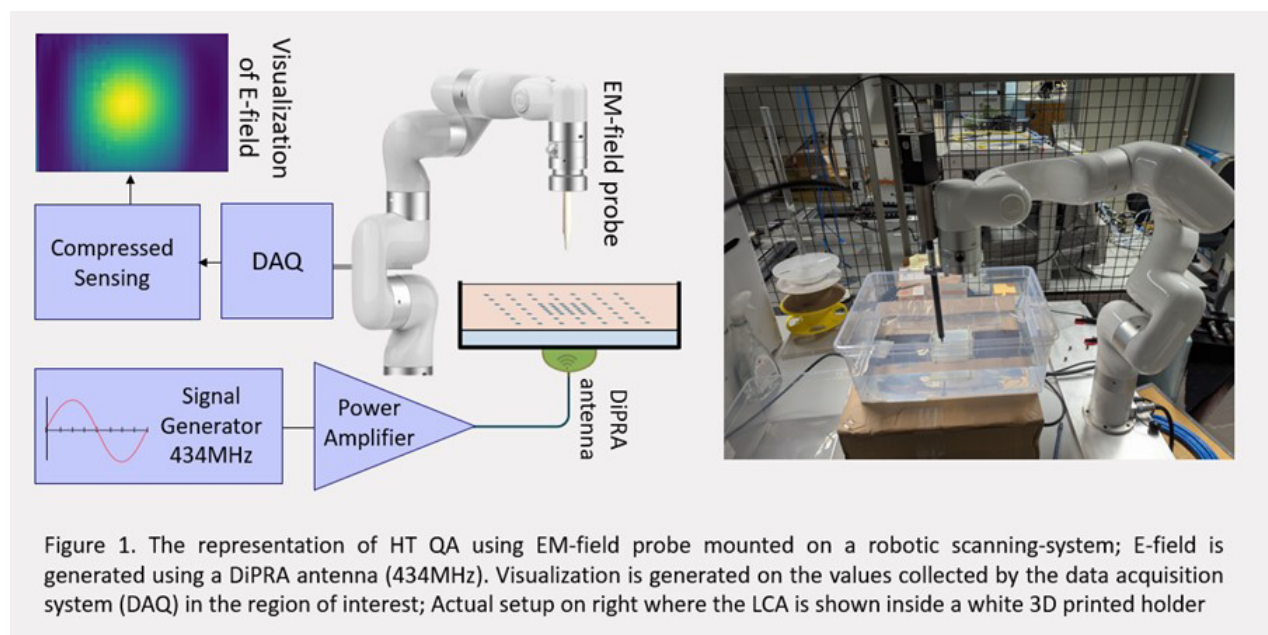 Visualization
of E-field
EM-field probe
Compressed
Sensing
DAQ
Signal
Generator
434MHz
Power
Amplifier
DiPRA
antenna
Figure 1. The representation of HT QA using EM-field probe mounted on a robotic scanning-system; E-field is
generated using a DiPRA antenna (434MHz). Visualization is generated on the values collected by the data acquisition
system (DAQ) in the region of interest; Actual setup on right where the LCA is shown inside a white 3D printed holder